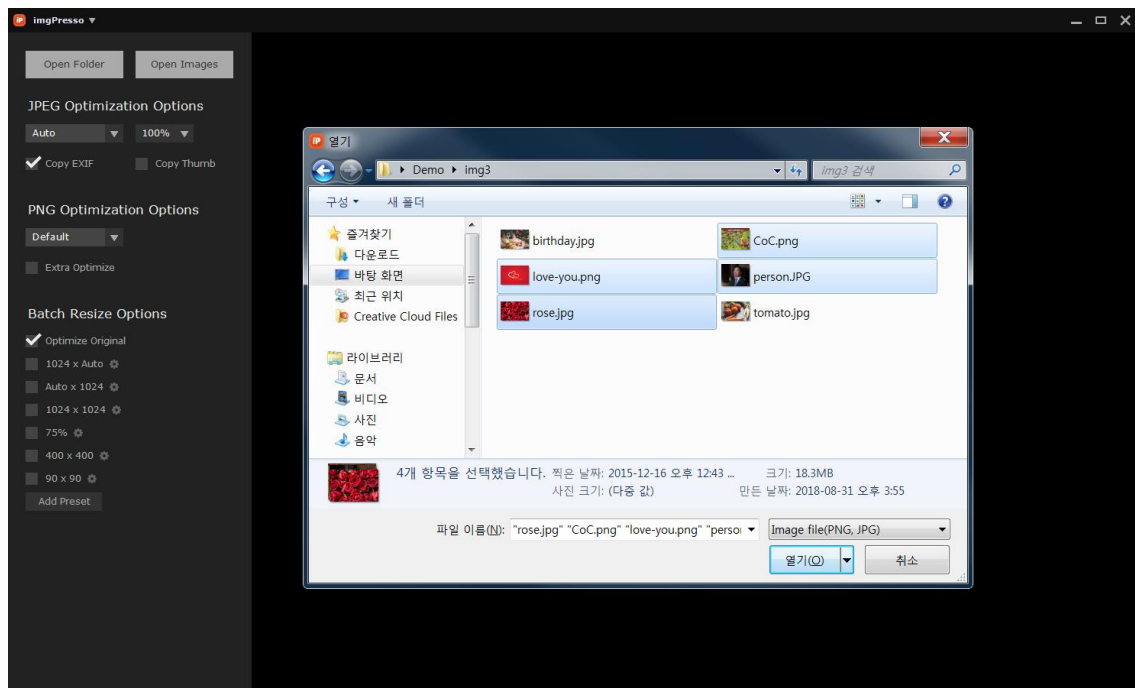 imgPresso
Open Folder Open Images
JPEG Optimization Options
Auto 100%
Copy EXIF Copy Thumb
PNG Optimization Options
Default
Extra Optimize
Batch Resize Options
Optimize Original
1024 x Auto
Auto x 1024
1024 x 1024
75%
400 x 400
90 x 90
Add Preset
열기
Demo img3
img3 검색
구성 새 폴더
즐겨찾기
다운로드
바탕 화면
최근 위치
Creative Cloud Files
라이브러리
문서
비디오
사진
음악
birthday.jpg CoC.png
love-you.png person.JPG
rose.jpg tomato.jpg
4개 항목을 선택했습니다. 찍은 날짜: 2015-12-16 오후 12:43 ... 크기: 18.3MB
사진 크기: (다중 값) 만든 날짜: 2018-08-31 오후 3:55
파일 이름(N): "rose.jpg" "CoC.png" "love-you.png" "person Image file(PNG, JPG)
열기(O) 취소